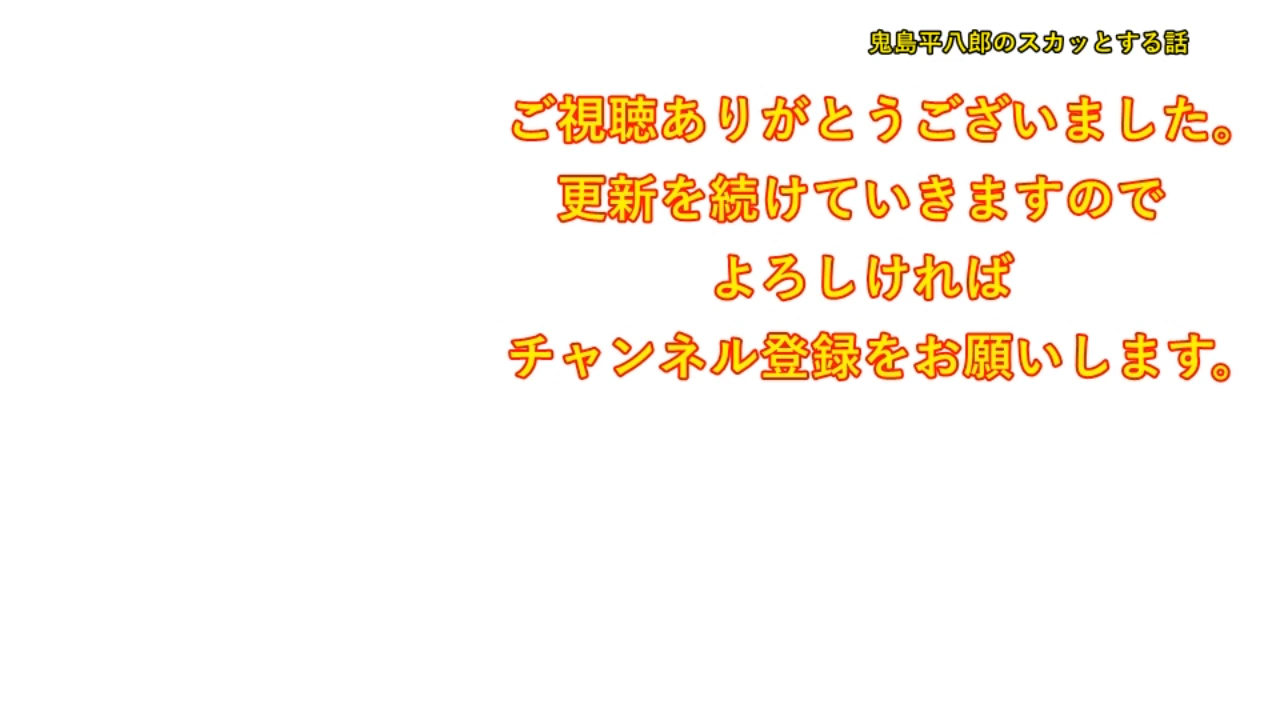 鬼島平八郎のスカッとする話
ご視聴ありがとうございました。
更新を続けていきますので
よろしければ
チャンネル登録をお願いします。